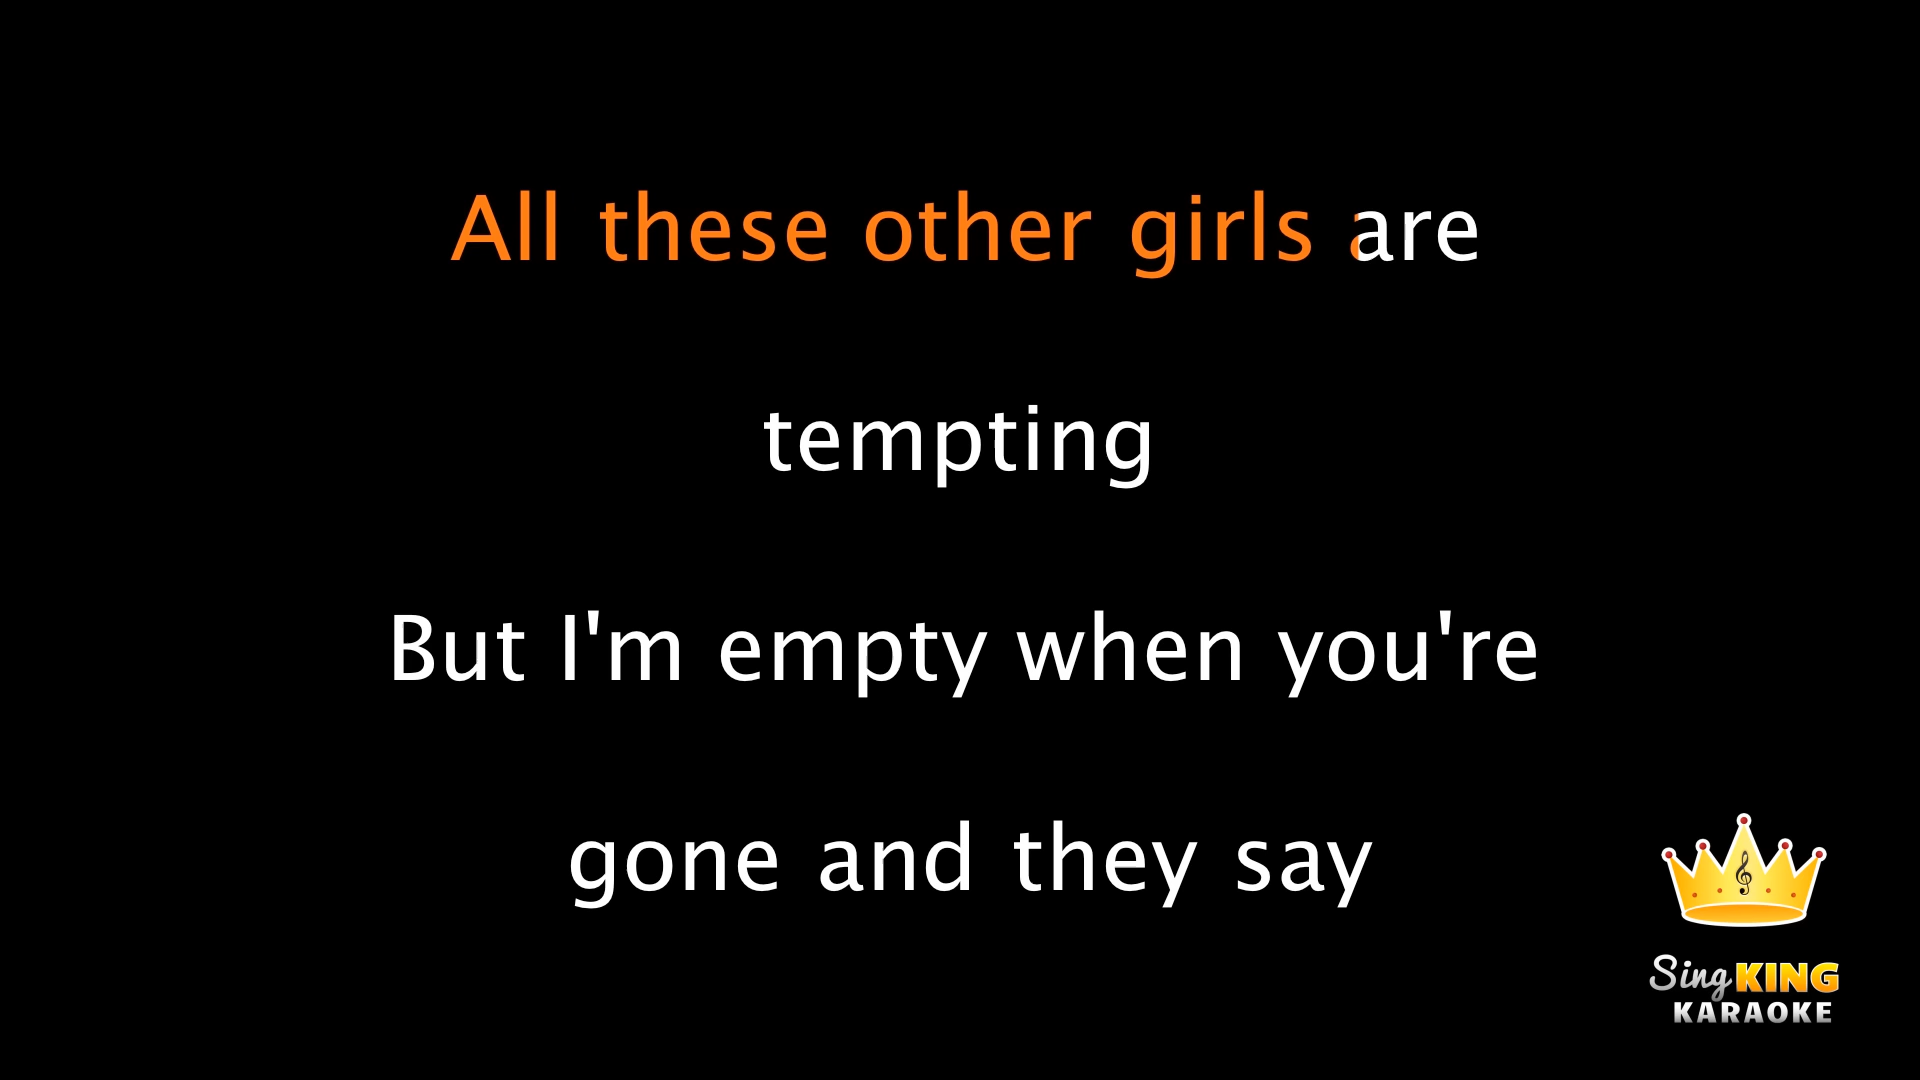 All these other girls are
tempting
But I'm empty when you're
gone and they say
Sing KING
KARAOKE